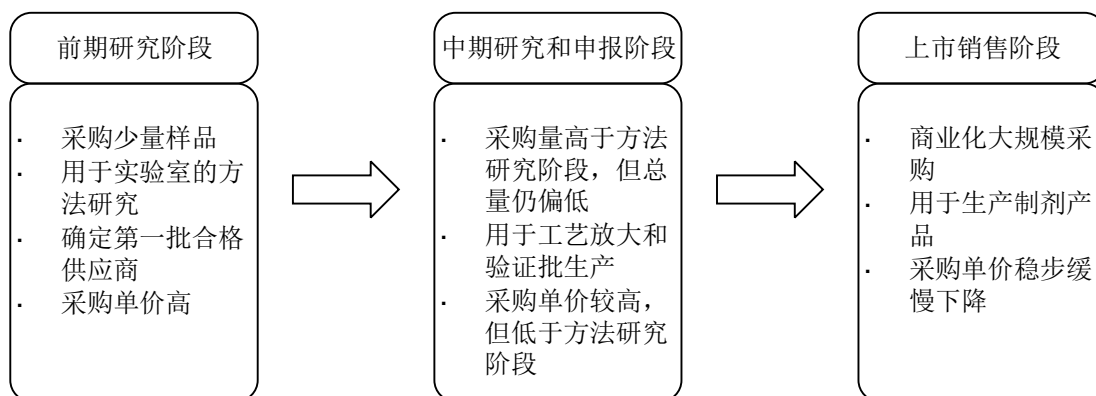 前期研究阶段
· 采购少量样品
· 用于实验室的方
法研究
· 确定第一批合格
供应商
· 采购单价高
中期研究和申报阶段
· 采购量高于方法
研究阶段，但总
量仍偏低
· 用于工艺放大和
验证批生产
· 采购单价较高，
但低于方法研究
阶段
上市销售阶段
· 商业化大规模采
购
· 用于生产制剂产
品
· 采购单价稳步缓
慢下降